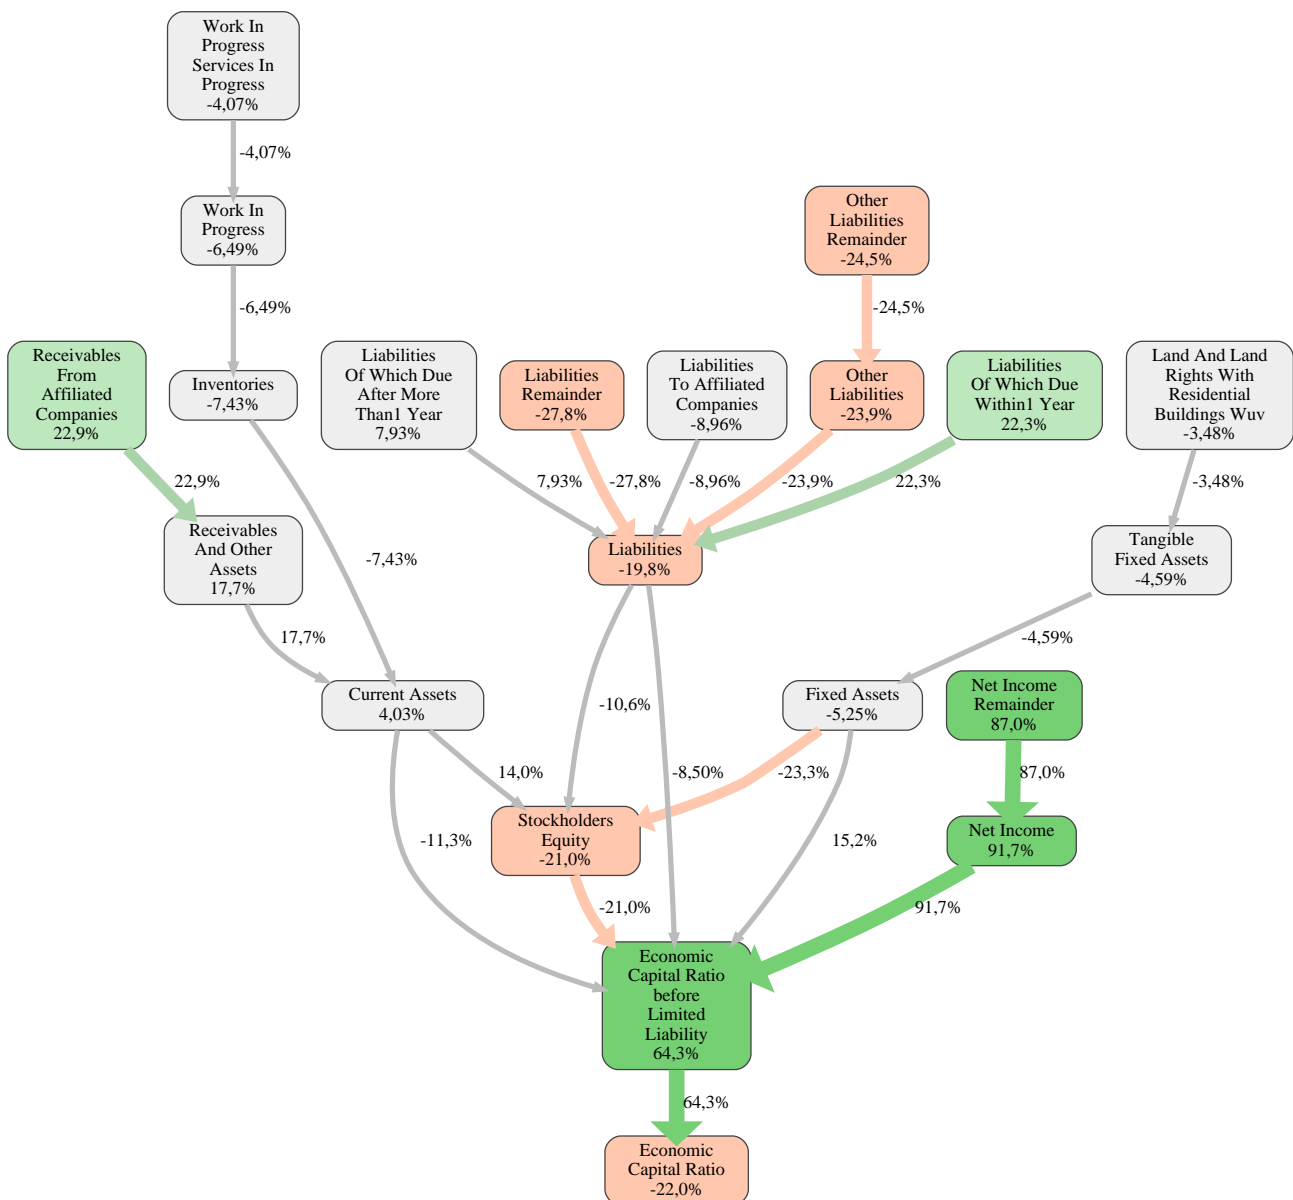 Work In
Progress
Services In
Progress
-4,07%
-4,07%
Work In
Progress
-6,49%
Other
Liabilities
Remainder
-24,5%
-6,49%
-24,5%
Receivables
From
Affiliated
Companies
22,9%
Inventories
-7,43%
Liabilities
Of Which Due
After More
Than1 Year
7,93%
Liabilities
Remainder
-27,8%
Liabilities
To Affiliated
Companies
-8,96%
Other
Liabilities
-23,9%
Liabilities
Of Which Due
Within1 Year
22,3%
Land And Land
Rights With
Residential
Buildings Wuv
-3,48%
22,9%
7,93%
-27,8%
-8,96%
-23,9%
22,3%
-3,48%
Receivables
And Other
Assets
17,7%
-7,43%
Liabilities
-19,8%
Tangible
Fixed Assets
-4,59%
17,7%
-4,59%
Current Assets
4,03%
-10,6%
Fixed Assets
-5,25%
Net Income
Remainder
87,0%
14,0%
-8,50%
-23,3%
87,0%
-11,3%
Stockholders
Equity
-21,0%
15,2%
Net Income
91,7%
-21,0%
91,7%
Economic
Capital Ratio
before
Limited
Liability
64,3%
64,3%
Economic
Capital Ratio
-22,0%